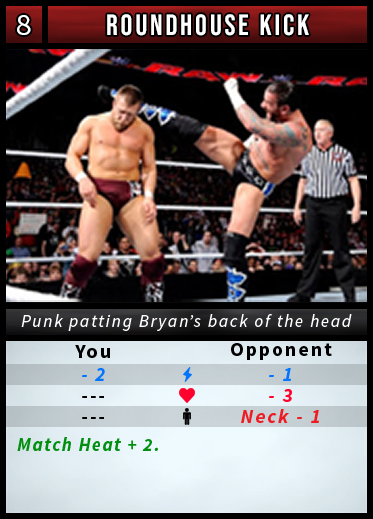 8 ROUNDHOUSE KICK
RAW
Punk patting Bryan's back of the head
You Opponent
- 2 - 1
--- - 3
--- Neck - 1
Match Heat + 2.